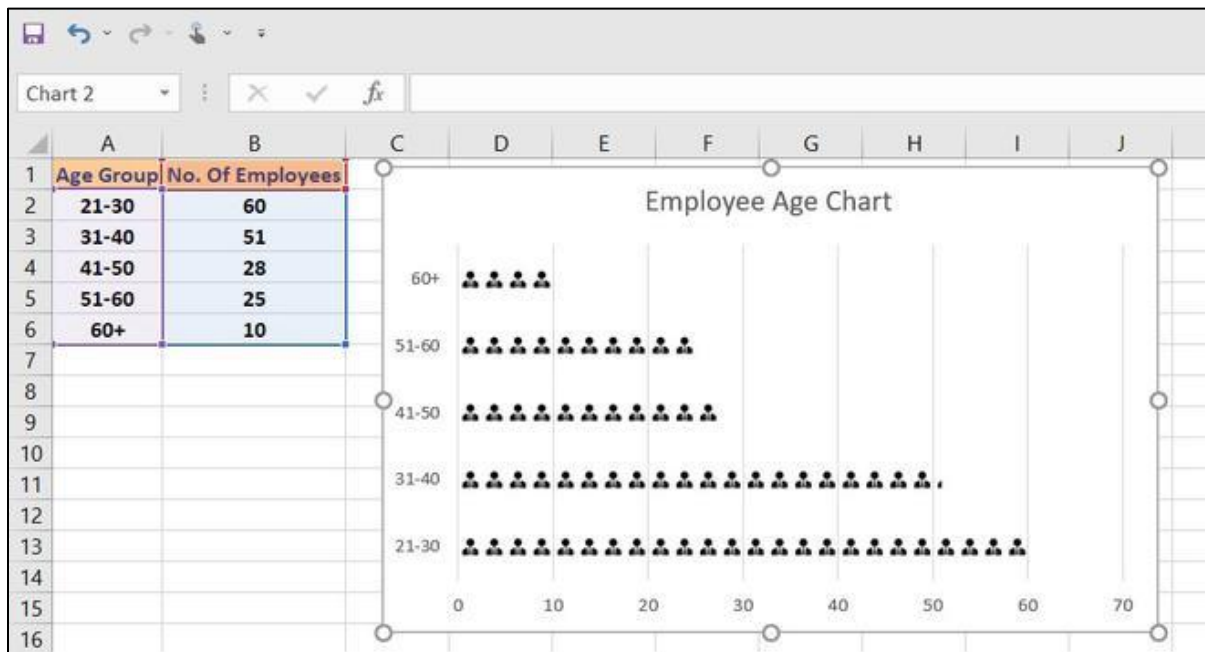 Chart 2 fx
A B C D E F G H I J
1 Age Group No. Of Employees
2 21-30 60
3 31-40 51
4 41-50 28
5 51-60 25
6 60+ 10
7
8
9
10
11
12
13
14
15
16
Employee Age Chart
60+
51-60
41-50
31-40
21-30
0 10 20 30 40 50 60 70